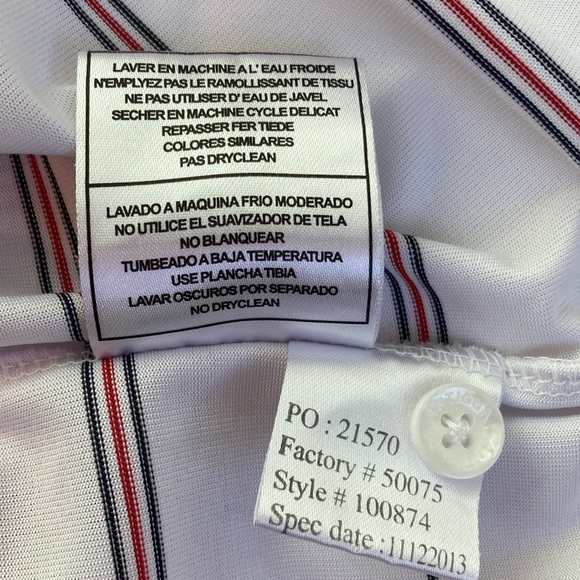 LAVER EN MACHINE A L' EAU FROIDE
N'EMPLYEZ PAS LE RAMOLLISSANT DE TISSU
NE PAS UTILISER D' EAU DE JAVEL
SECHER EN MACHINE CYCLE DELICAT
REPASSER FER TIEDE
COLORES SIMILARES
PAS DRYCLEAN
LAVADO A MAQUINA FRIO MODERADO
NO UTILICE EL SUAVIZADOR DE TELA
NO BLANQUEAR
TUMBEADO A BAJA TEMPERATURA
USE PLANCHA TIBIA
LAVAR OSCUROS POR SEPARADO
NO DRYCLEAN
PO : 21570
Factory # 50075
Style # 100874
Spec date :11122013